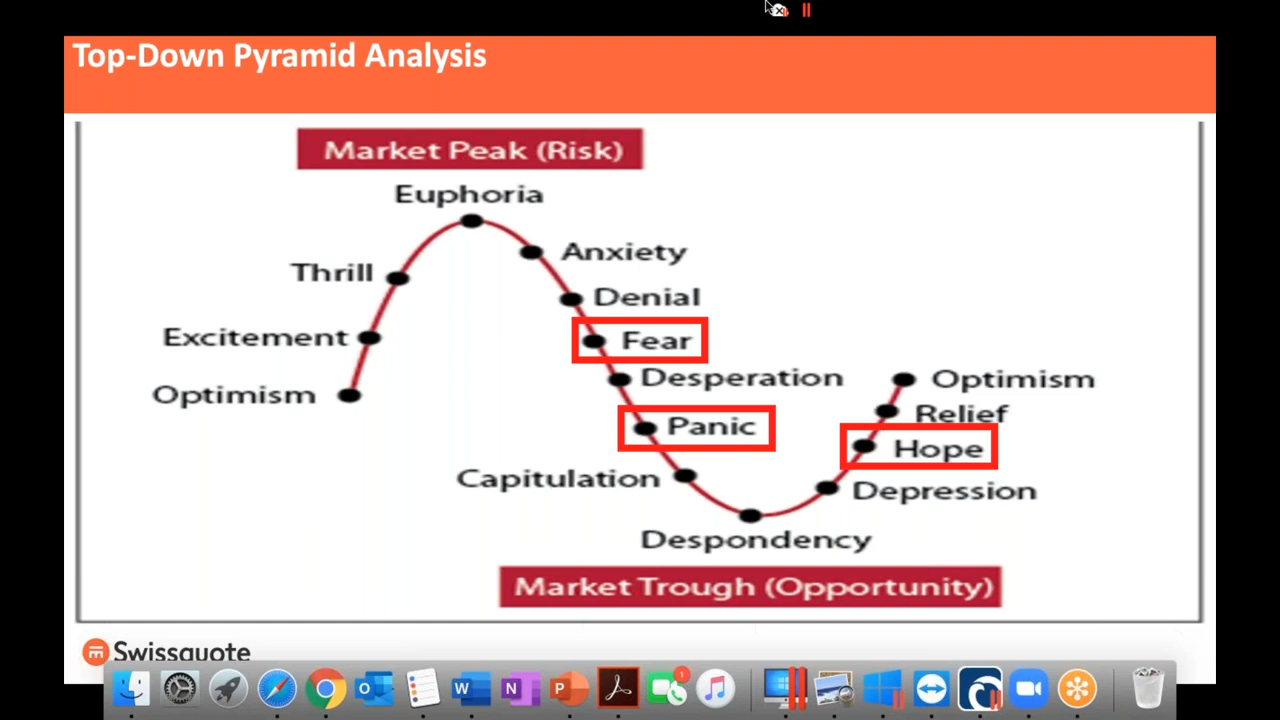 Top-Down Pyramid Analysis
Market Peak (Risk)
Euphoria
Anxiety
Thrill
Denial
Excitement
Fear
Desperation
Optimism
Optimism
Relief
Panic
Hope
Capitulation
Depression
Despondency
Market Trough (Opportunity)
Swissquote
1
O
W
N
P